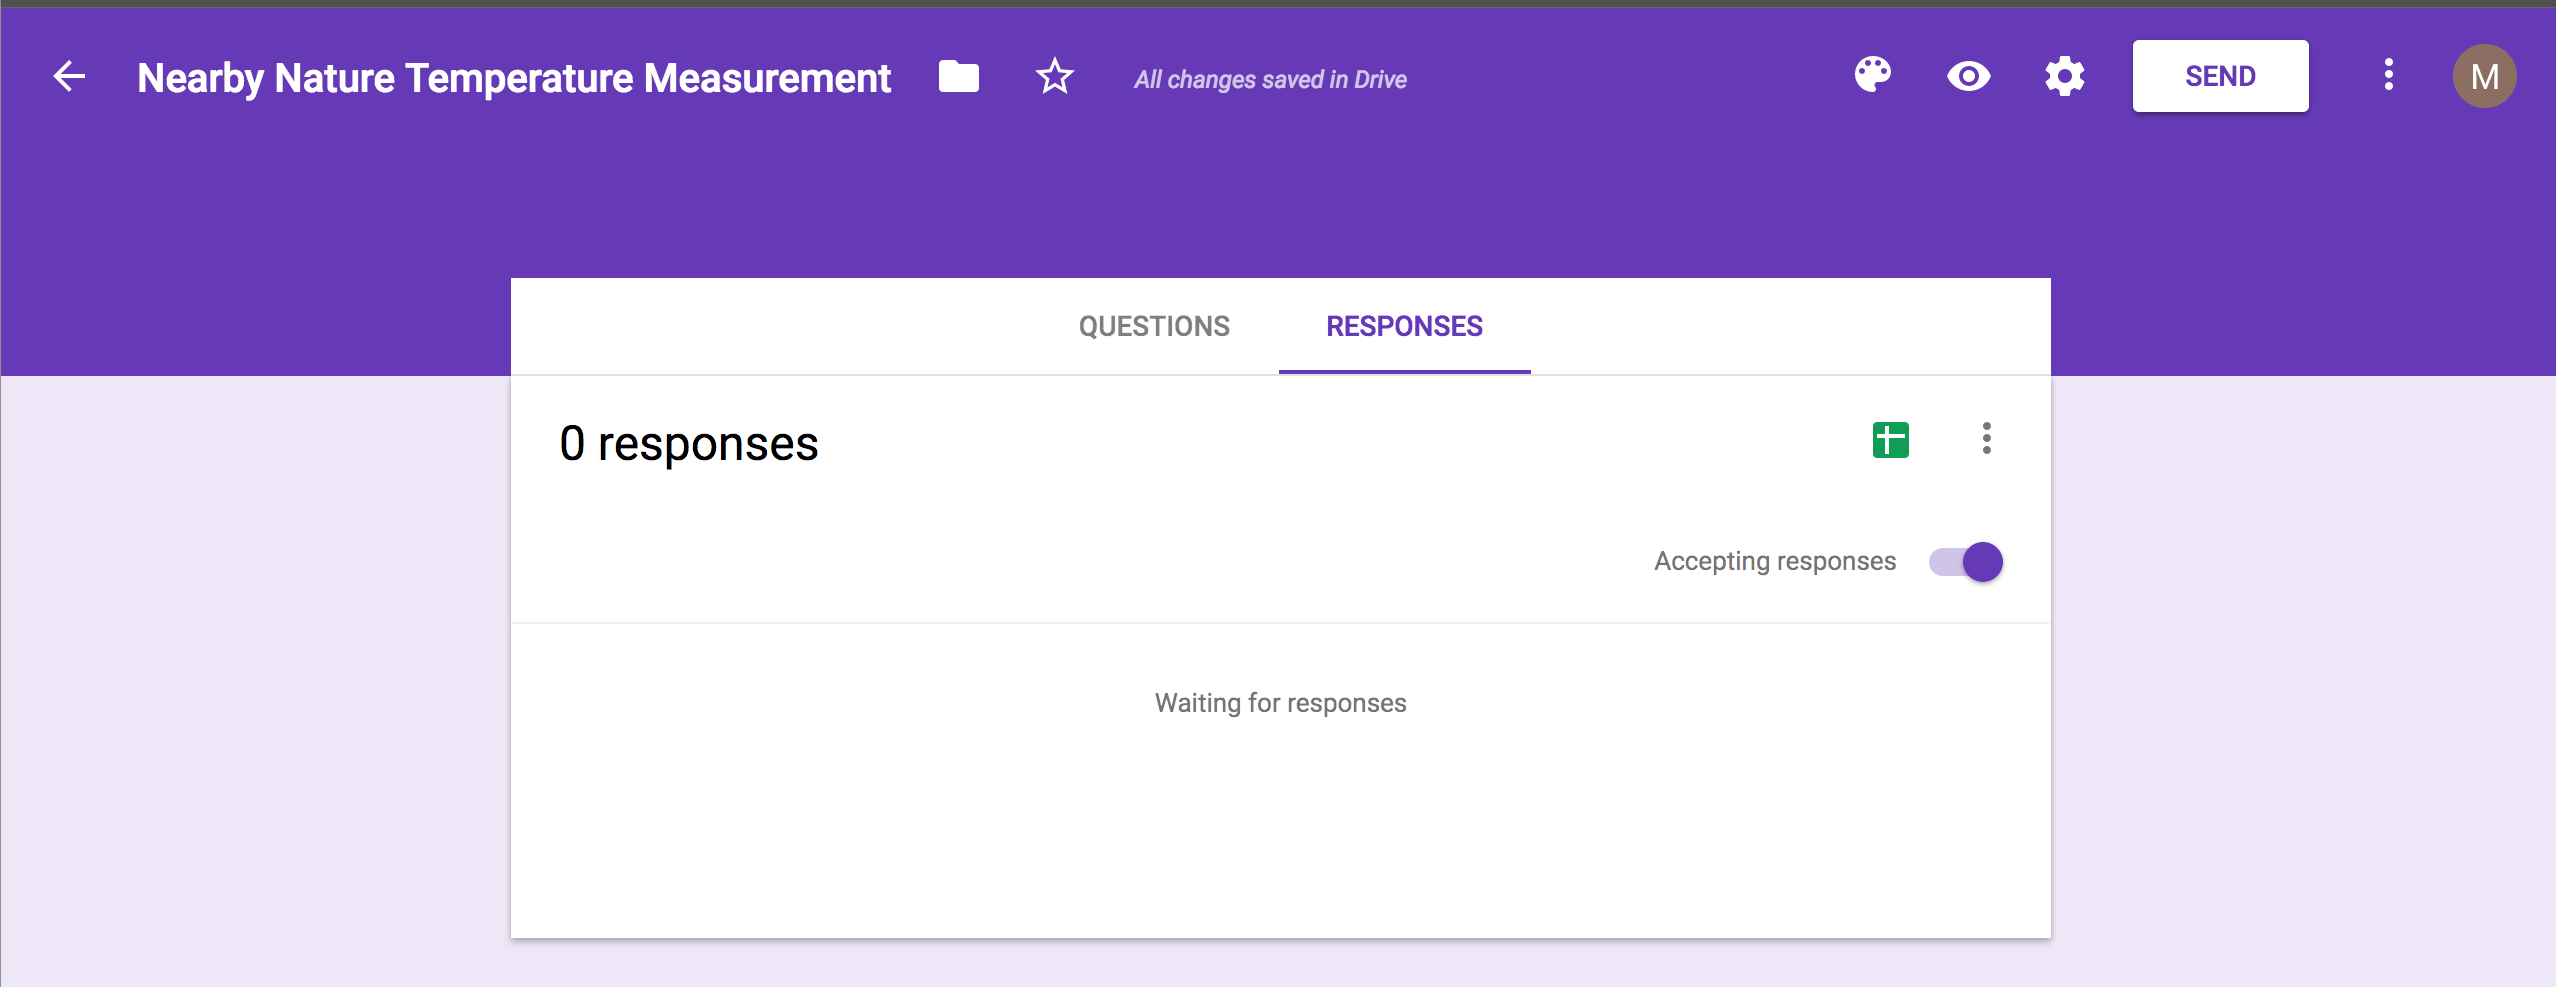 Nearby Nature Temperature Measurement
All changes saved in Drive
SEND
M
QUESTIONS
RESPONSES
0 responses
Accepting responses
Waiting for responses